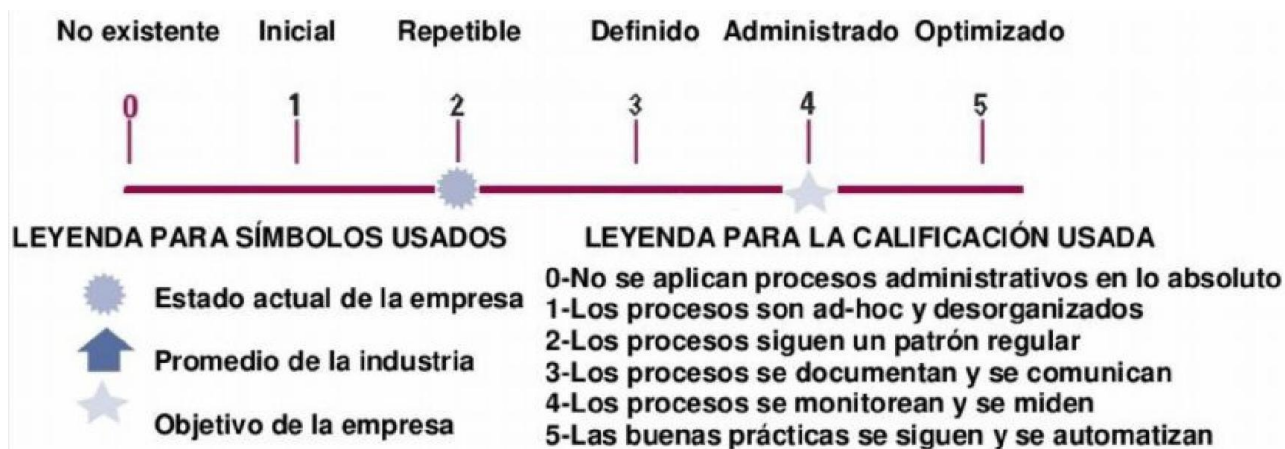 No existente Inicial Repetible Definido Administrado Optimizado
0 1 2 3 4 5
LEYENDA PARA SÍMBOLOS USADOS
Estado actual de la empresa
Promedio de la industria
Objetivo de la empresa
LEYENDA PARA LA CALIFICACIÓN USADA
0-No se aplican procesos administrativos en lo absoluto
1-Los procesos son ad-hoc y desorganizados
2-Los procesos siguen un patrón regular
3-Los procesos se documentan y se comunican
4-Los procesos se monitorean y se miden
5-Las buenas prácticas se siguen y se automatizan